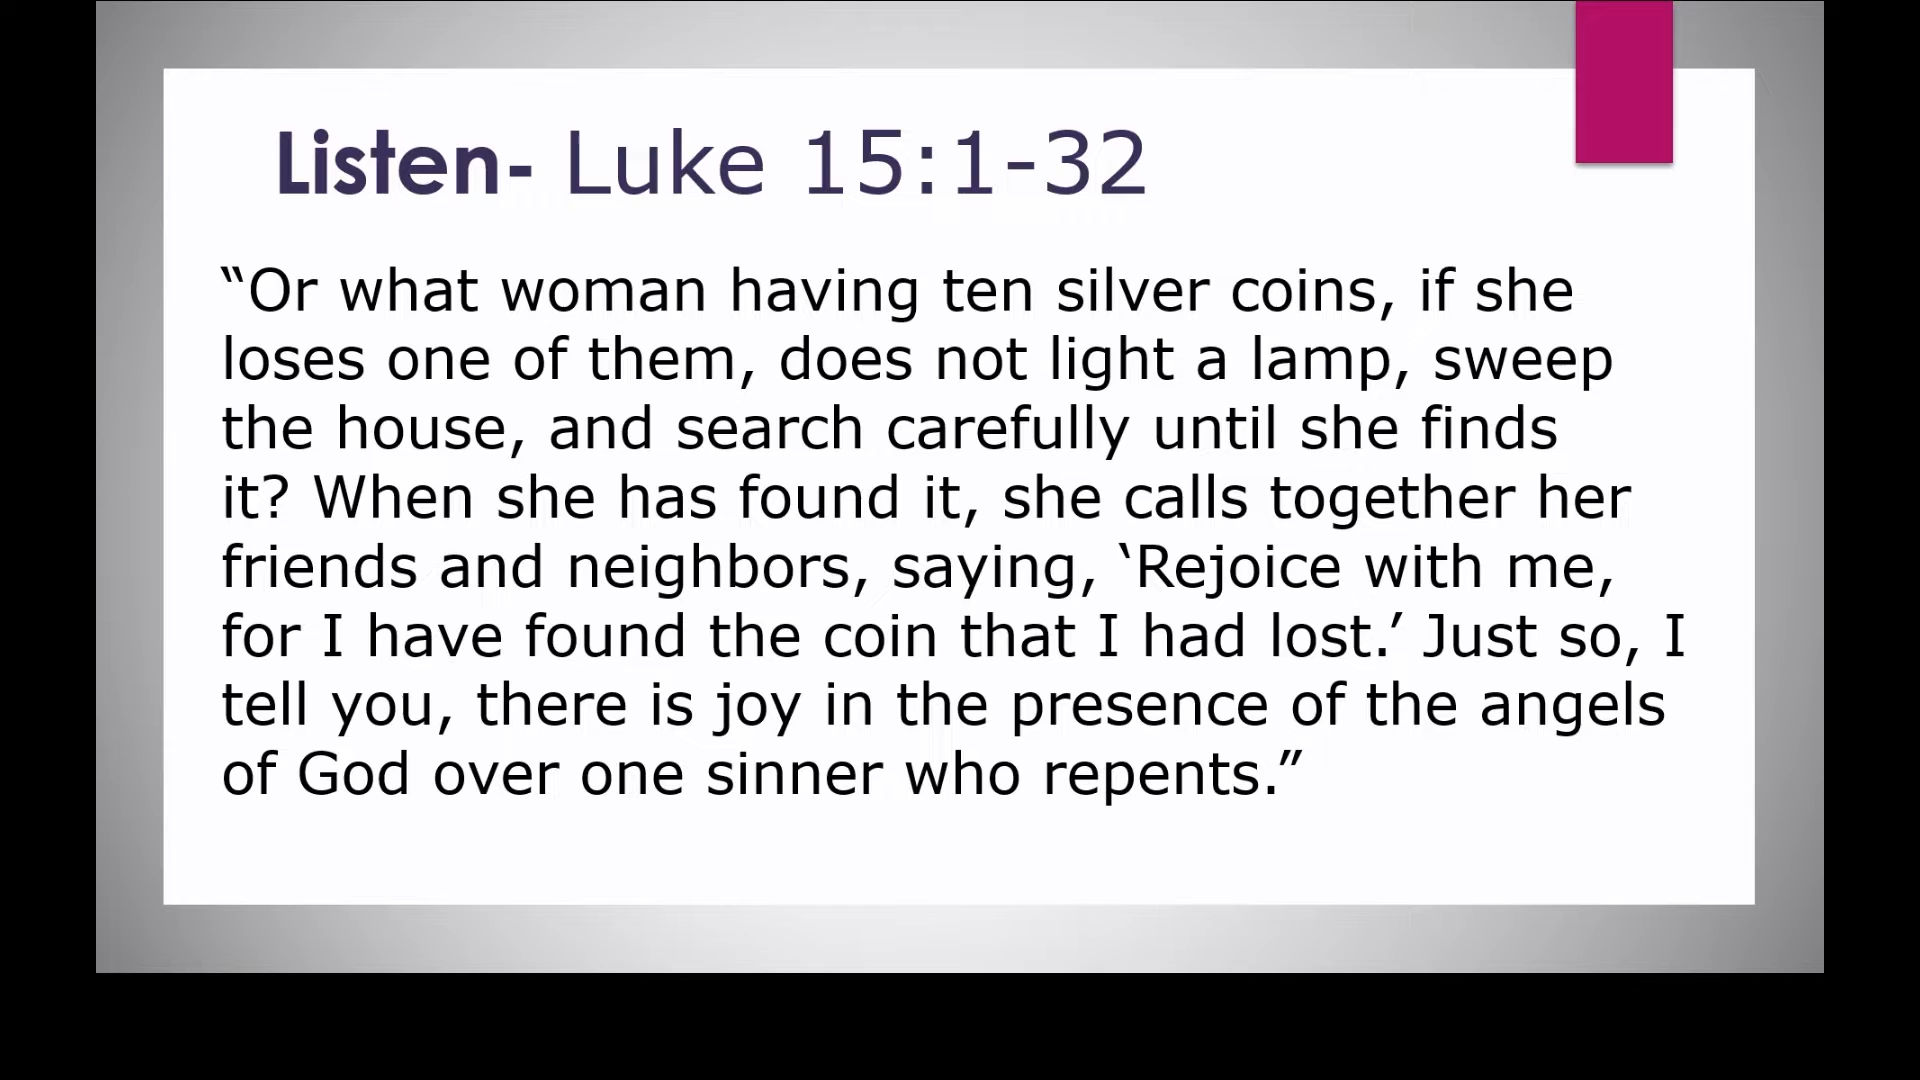 Listen- Luke 15:1-32
“Or what woman having ten silver coins, if she
loses one of them, does not light a lamp, sweep
the house, and search carefully until she finds
it? When she has found it, she calls together her
friends and neighbors, saying, ‘Rejoice with me,
for I have found the coin that I had lost.’ Just so, I
tell you, there is joy in the presence of the angels
of God over one sinner who repents.”